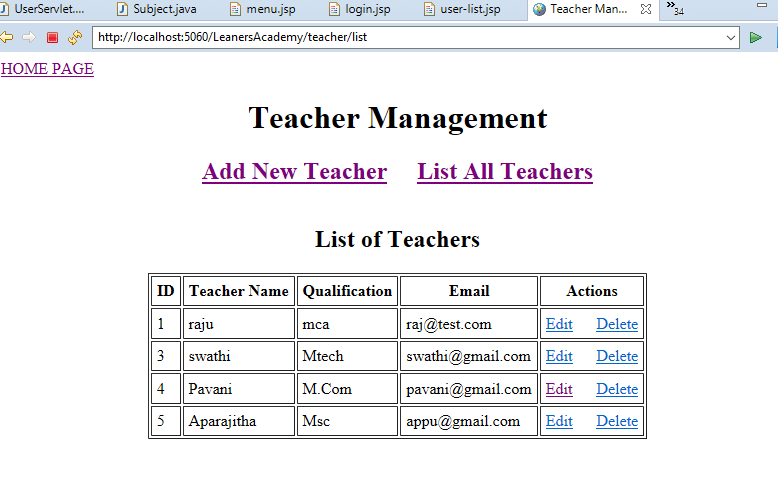 UserServlet.... Subject.java menu.jsp login.jsp user-list.jsp Teacher Man... 34
http://localhost:5060/LeanersAcademy/teacher/list
HOME PAGE
Teacher Management
Add New Teacher List All Teachers
List of Teachers
ID Teacher Name Qualification Email Actions
1 raju mca raj@test.com Edit Delete
3 swathi Mtech swathi@gmail.com Edit Delete
4 Pavani M.Com pavani@gmail.com Edit Delete
5 Aparajitha Msc appu@gmail.com Edit Delete